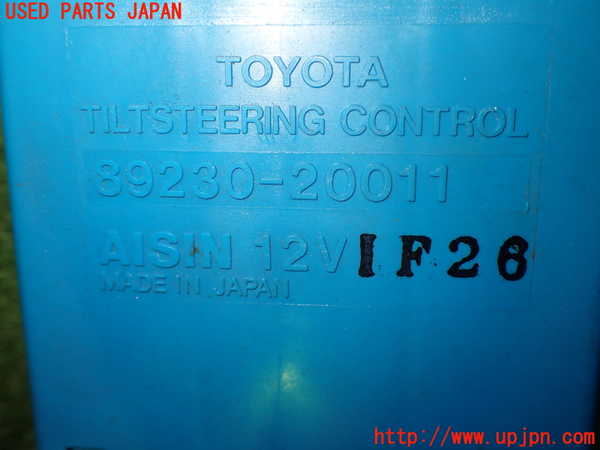 USED PARTS JAPAN
TOYOTA
TILTSTEERING CONTROL
89230-20011
AISIN 12V IF26
MADE IN JAPAN
http://www.upjpn.com/